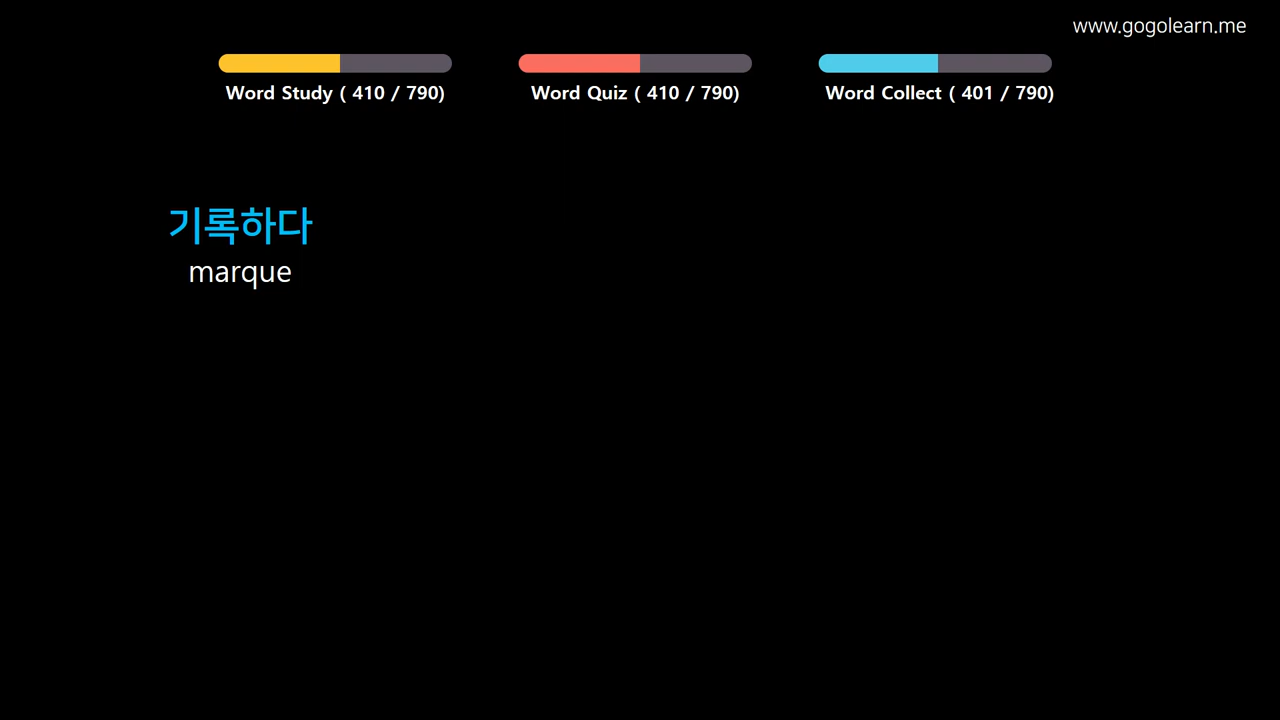 www.gogolearn.me
Word Study ( 410 / 790)
Word Quiz ( 410 / 790)
Word Collect ( 401 / 790)
기록하다
marque